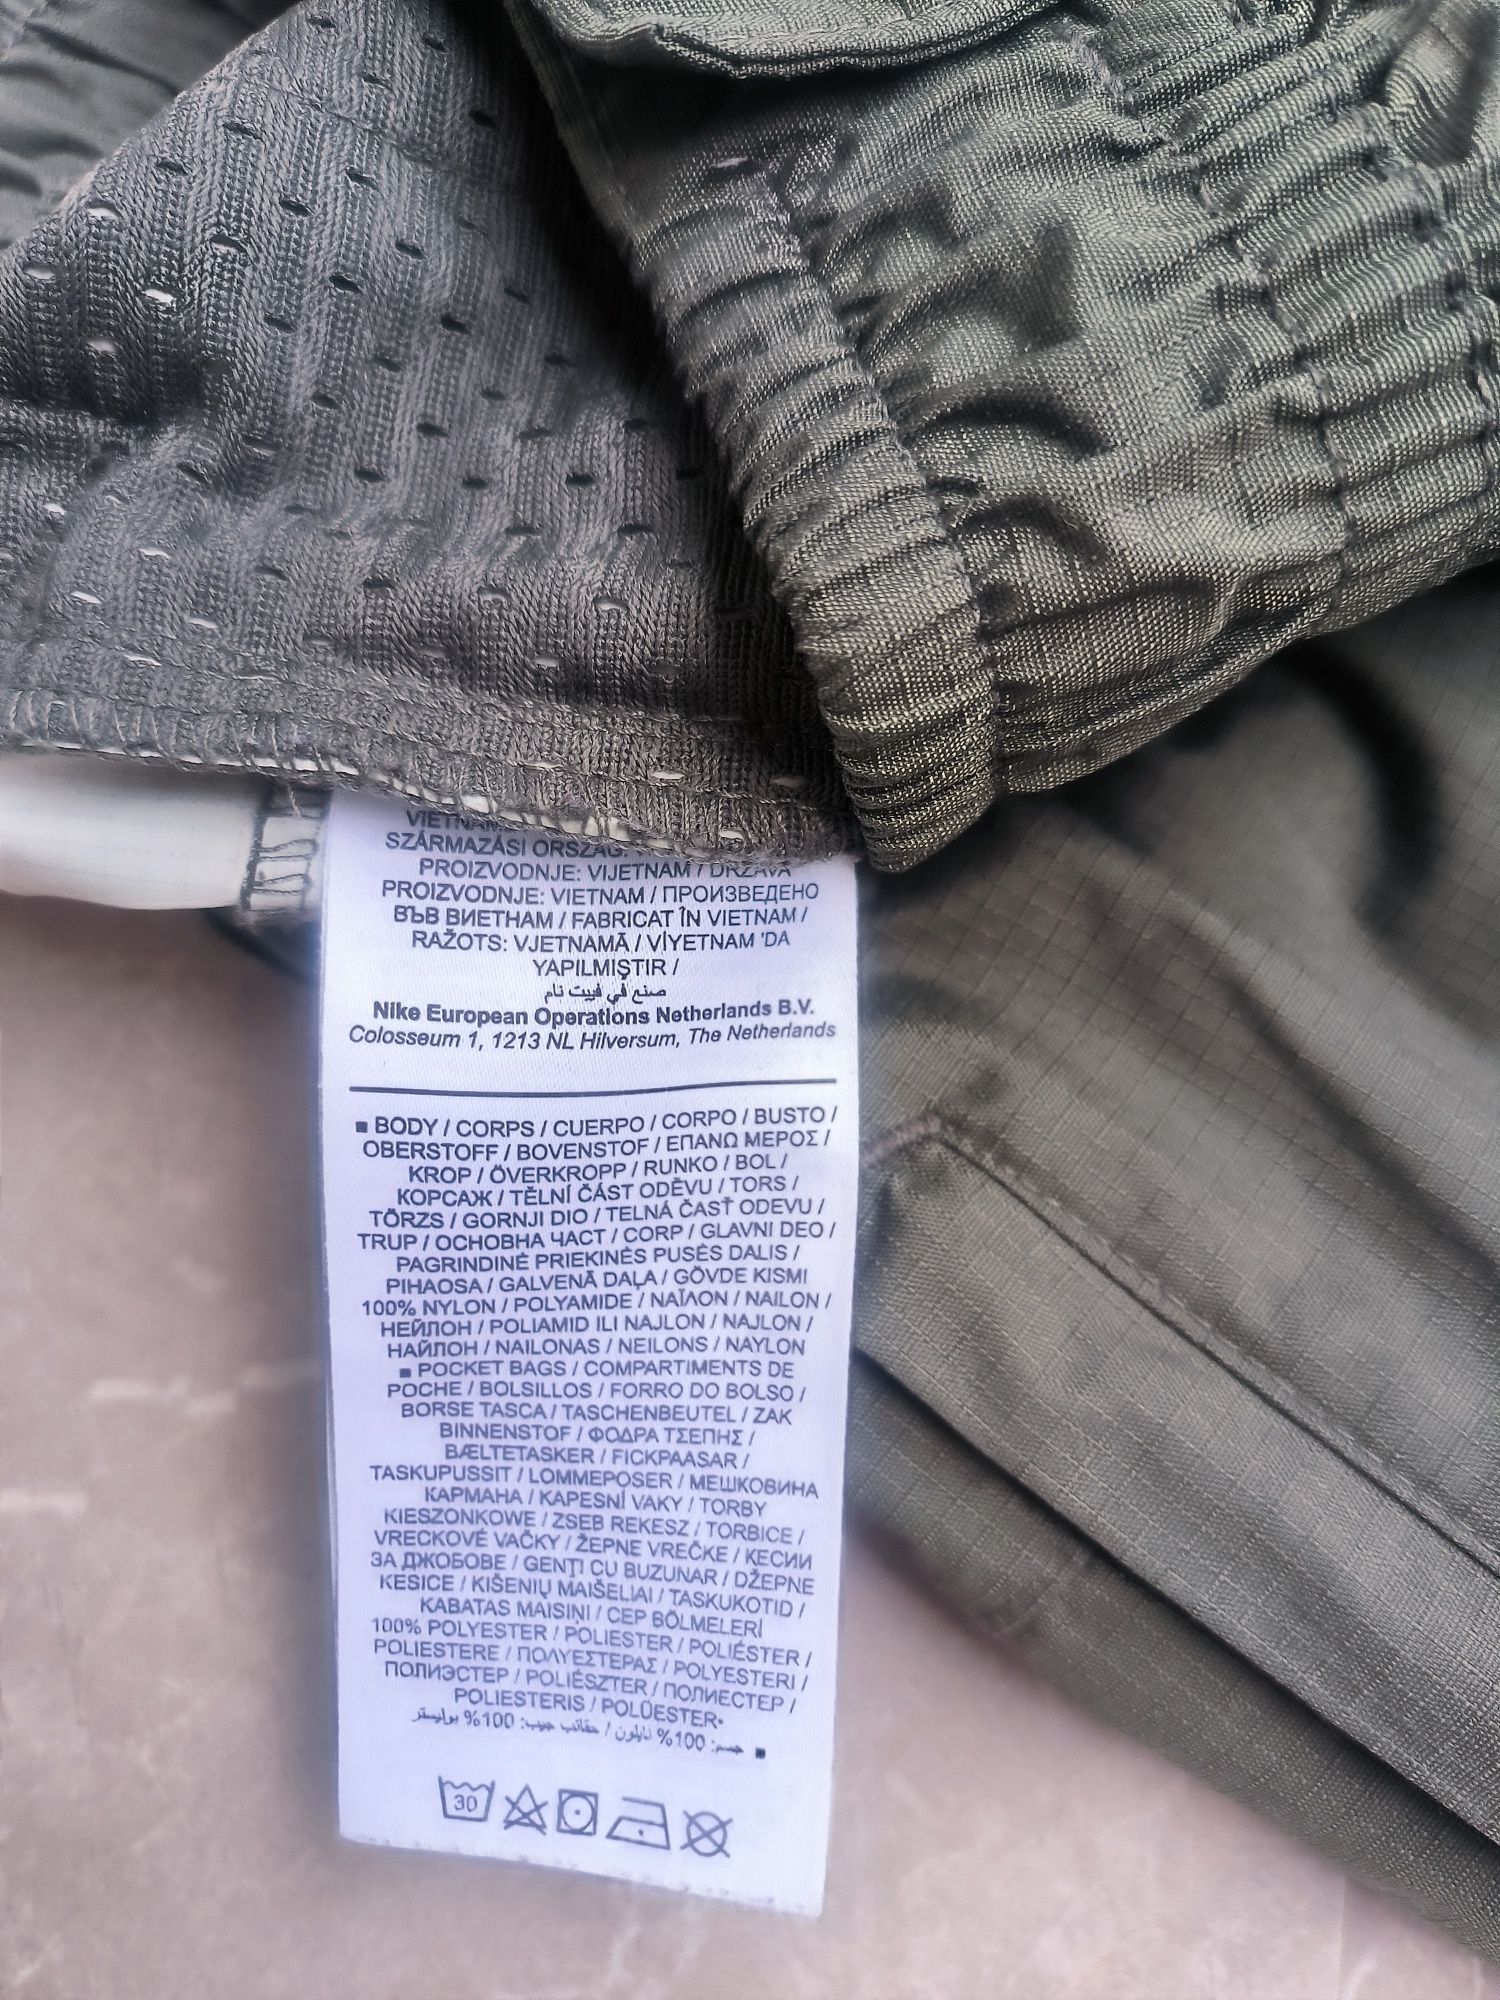 VIETNAM
SZÁRMAZÁSI ORSZÁG:
PROIZVODNJE: VIJETNAM / DRŽAVA
PROIZVODNJE: VIETNAM / ПРОИЗВЕДЕНО
ВЪВ ВИЕТНАМ / FABRICAT ÎN VIETNAM /
RAŽOTS: VJETNAMĀ / VİYETNAM 'DA
YAPILMIŞTIR /
صنع في فييت نام
Nike European Operations Netherlands B.V.
Colosseum 1, 1213 NL Hilversum, The Netherlands
■ BODY / CORPS / CUERPO / CORPO / BUSTO /
OBERSTOFF / BOVENSTOF / ΕΠΑΝΩ ΜΕΡΟΣ /
KROP / ÖVERKROPP / RUNKO / BOL /
КОРСАЖ / TĚLNÍ ČÁST ODĚVU / TORS /
TÖRZS / GORNJI DIO / TELNÁ ČASŤ ODEVU /
TRUP / ОСНОВНА ЧАСТ / CORP / GLAVNI DEO /
PAGRINDINĖ PRIEKINĖS PUSĖS DALIS /
PIHAOSA / GALVENĀ DAĻA / GÖVDE KISMI
100% NYLON / POLYAMIDE / ΝΑΪΛΟΝ / NAILON /
НЕЙЛОН / POLIAMID ILI NAJLON / NAJLON /
НАЙЛОН / NAILONAS / NEILONS / NAYLON
■ POCKET BAGS / COMPARTIMENTS DE
POCHE / BOLSILLOS / FORRO DO BOLSO /
BORSE TASCA / TASCHENBEUTEL / ZAK
BINNENSTOF / ΦΟΔΡΑ ΤΣΕΠΗΣ /
BÆLTETASKER / FICKPAASAR /
TASKUPUSSIT / LOMMEPOSER / МЕШКОВИНА
КАРМАНА / KAPESNÍ VAKY / TORBY
KIESZONKOWE / ZSEB REKESZ / TORBICE /
VRECKOVÉ VAČKY / ŽEPNE VREČKE / КЕСИИ
ЗА ДЖОБОВЕ / GENŢI CU BUZUNAR / DŽEPNE
KESICE / KIŠENIŲ MAIŠELIAI / TASKUKOTID /
KABATAS MAISIŅI / CEP BÖLMELERİ
100% POLYESTER / POLIESTER / POLIÉSTER /
POLIESTERE / ΠΟΛΥΕΣΤΕΡΑΣ / POLYESTERI /
ПОЛИЭСТЕР / POLIÉSZTER / ПОЛИЕСТЕР /
POLIESTERIS / POLÜESTER•
■ جسم: 100% نايلون / حقائب جيب: 100% بوليستر
30